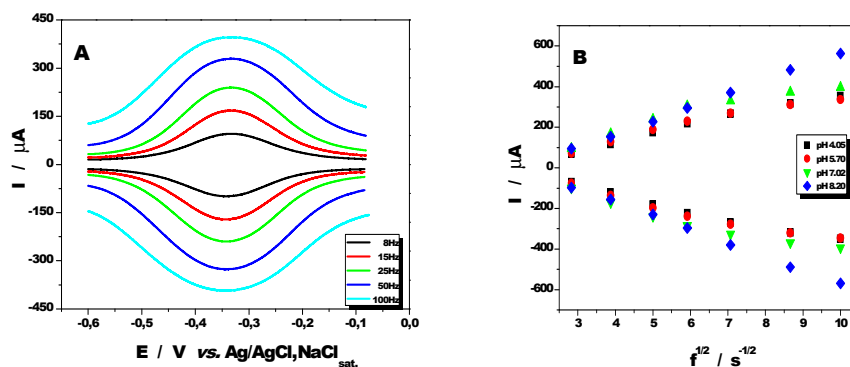 A
450
300
150
0
-150
-300
-450
I / µA
8Hz
15Hz
25Hz
50Hz
100Hz
-0,6 -0,5 -0,4 -0,3 -0,2 -0,1 0,0
E / V vs. Ag/AgCl,NaClsat.
B
600
400
200
0
-200
-400
-600
I / µA
pH 4.05
pH 5.70
pH 7.02
pH 8.20
3 4 5 6 7 8 9 10
f1/2 / s-1/2